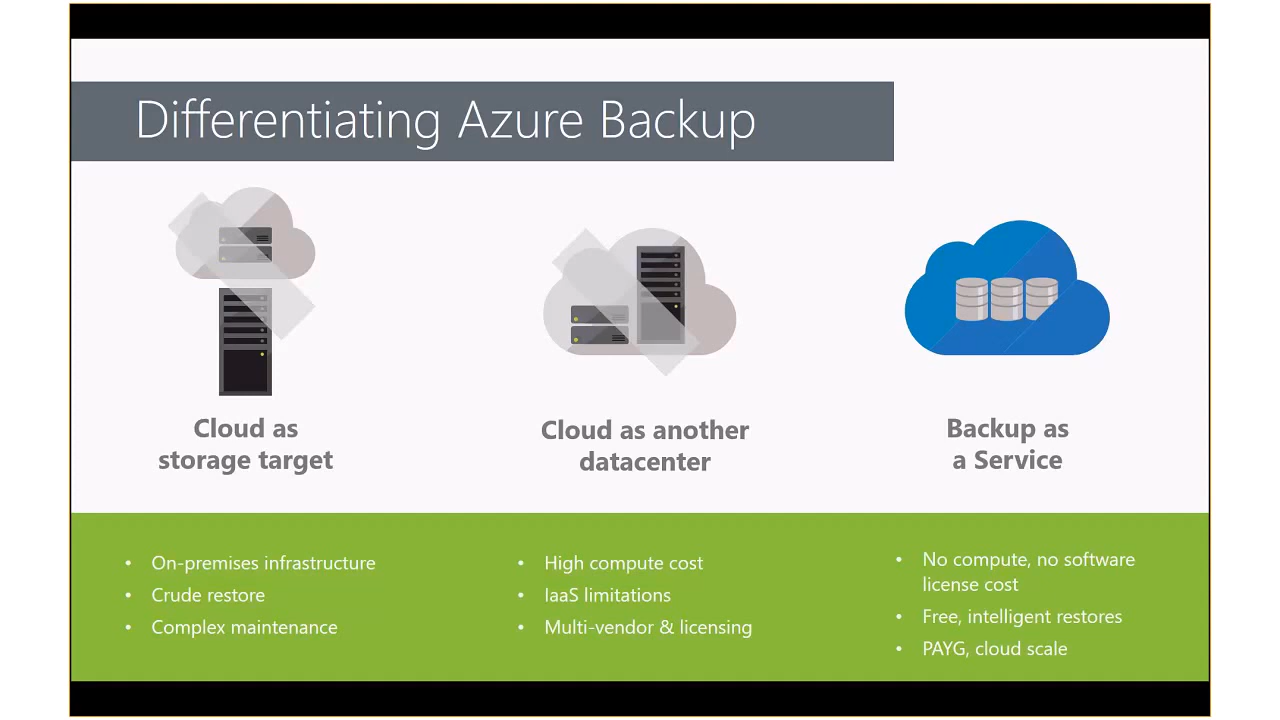 Differentiating Azure Backup
Cloud as
storage target
Cloud as another
datacenter
Backup as
a Service
• On-premises infrastructure
• Crude restore
• Complex maintenance
• High compute cost
• IaaS limitations
• Multi-vendor & licensing
• No compute, no software
license cost
• Free, intelligent restores
• PAYG, cloud scale